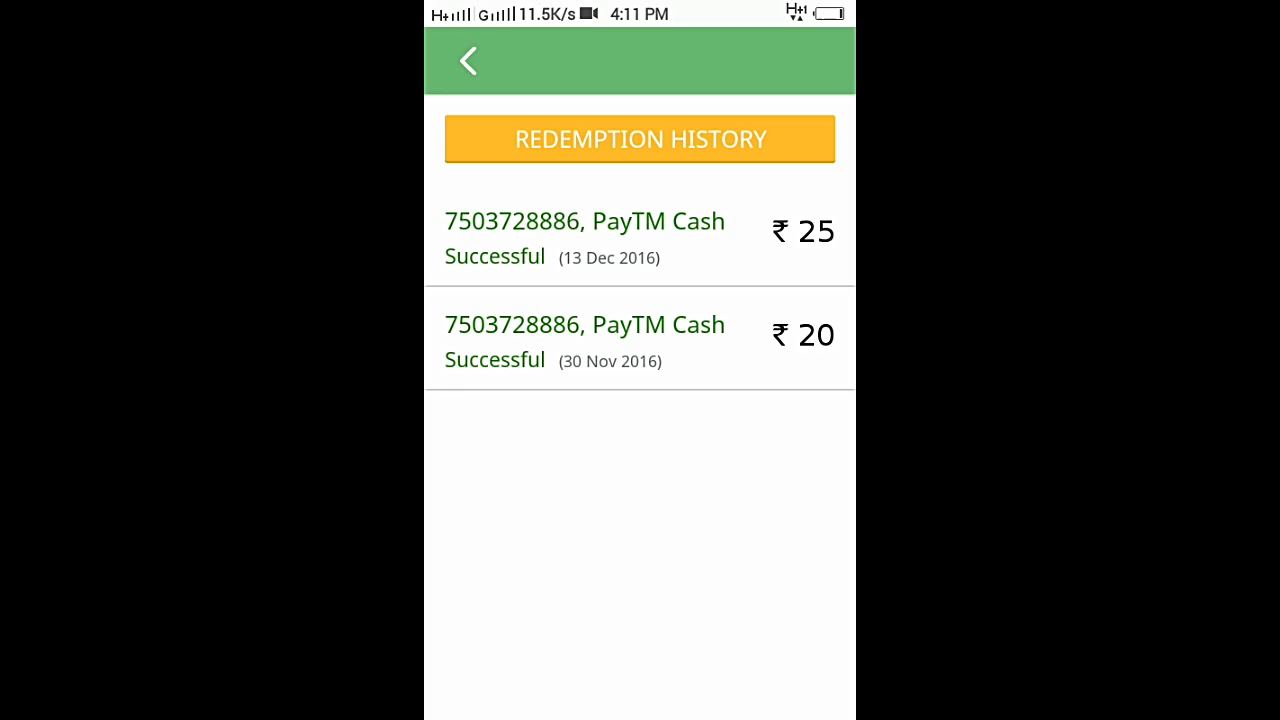 H+ G 11.5K/s 4:11 PM H+1
REDEMPTION HISTORY
7503728886, PayTM Cash ₹ 25
Successful (13 Dec 2016)
7503728886, PayTM Cash ₹ 20
Successful (30 Nov 2016)